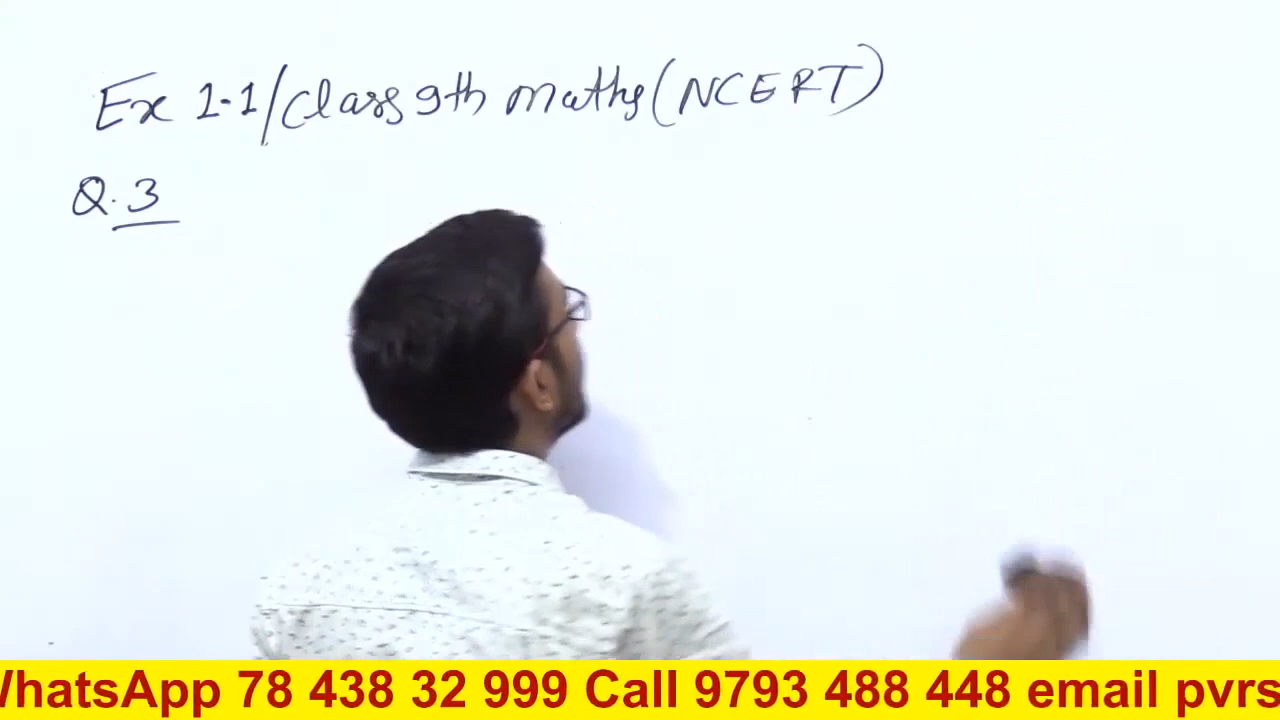 Ex 1.1/Class 9th maths (NCERT)
Q.3
WhatsApp 78 438 32 999 Call 9793 488 448 email pvrs